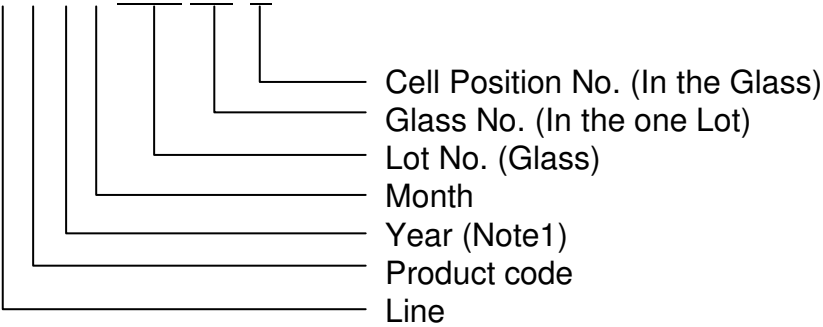 Cell Position No. (In the Glass)
Glass No. (In the one Lot)
Lot No. (Glass)
Month
Year (Note1)
Product code
Line